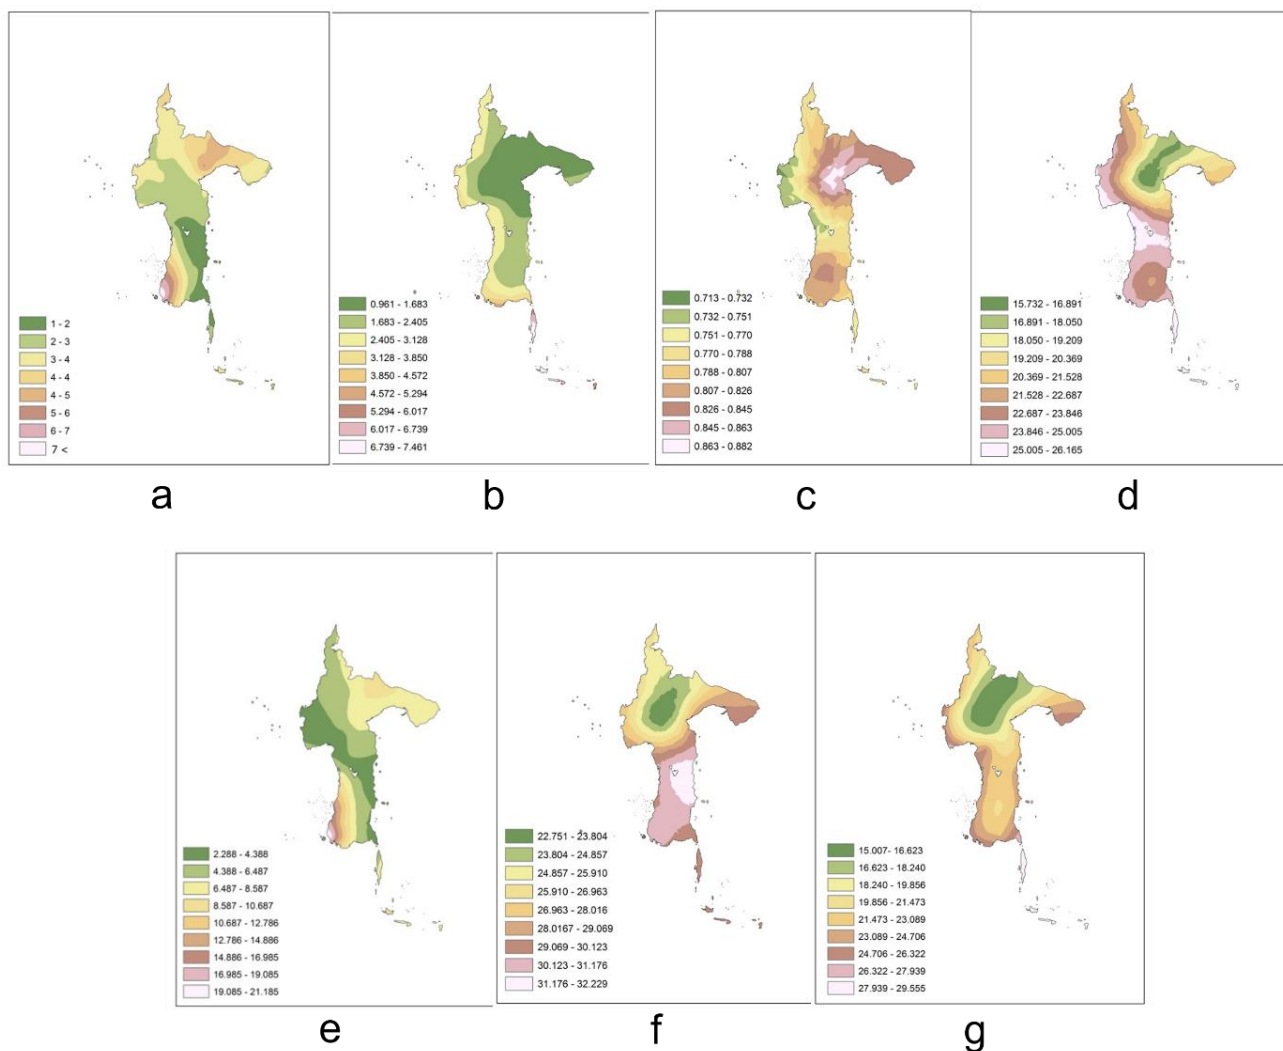 1 - 2
2 - 3
3 - 4
4 - 4
4 - 5
5 - 6
6 - 7
7 <
0.961 - 1.683
1.683 - 2.405
2.405 - 3.128
3.128 - 3.850
3.850 - 4.572
4.572 - 5.294
5.294 - 6.017
6.017 - 6.739
6.739 - 7.461
0.713 - 0.732
0.732 - 0.751
0.751 - 0.770
0.770 - 0.788
0.788 - 0.807
0.807 - 0.826
0.826 - 0.845
0.845 - 0.863
0.863 - 0.882
15.732 - 16.891
16.891 - 18.050
18.050 - 19.209
19.209 - 20.369
20.369 - 21.528
21.528 - 22.687
22.687 - 23.846
23.846 - 25.005
25.005 - 26.165
a
b
c
d
2.288 - 4.388
4.388 - 6.487
6.487 - 8.587
8.587 - 10.687
10.687 - 12.786
12.786 - 14.886
14.886 - 16.985
16.985 - 19.085
19.085 - 21.185
22.751 - 23.804
23.804 - 24.857
24.857 - 25.910
25.910 - 26.963
26.963 - 28.016
28.0167 - 29.069
29.069 - 30.123
30.123 - 31.176
31.176 - 32.229
15.007- 16.623
16.623 - 18.240
18.240 - 19.856
19.856 - 21.473
21.473 - 23.089
23.089 - 24.706
24.706 - 26.322
26.322 - 27.939
27.939 - 29.555
e
f
g